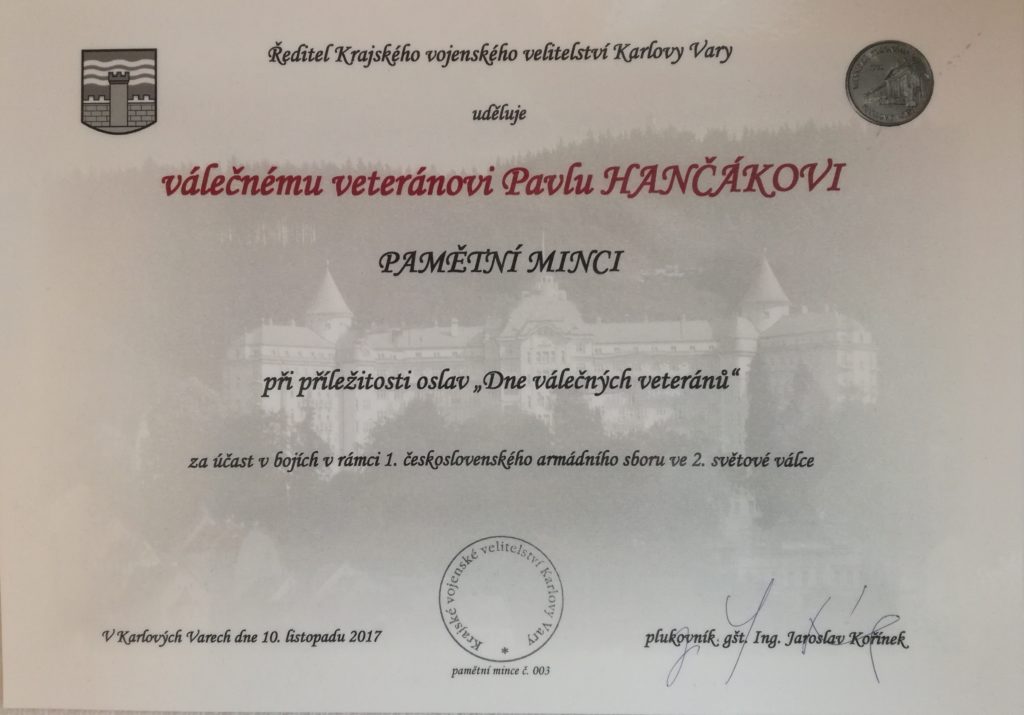 Ředitel Krajského vojenského velitelství Karlovy Vary
uděluje
válečnému veteránovi Pavlu HANČÁKOVI
PAMĚTNÍ MINCI
při příležitosti oslav „Dne válečných veteránů“
za účast v bojích v rámci 1. československého armádního sboru ve 2. světové válce
Krajské vojenské velitelství Karlovy Vary
*
V Karlových Varech dne 10. listopadu 2017
plukovník gšt. Ing. Jaroslav Kořínek
pamětní mince č. 003